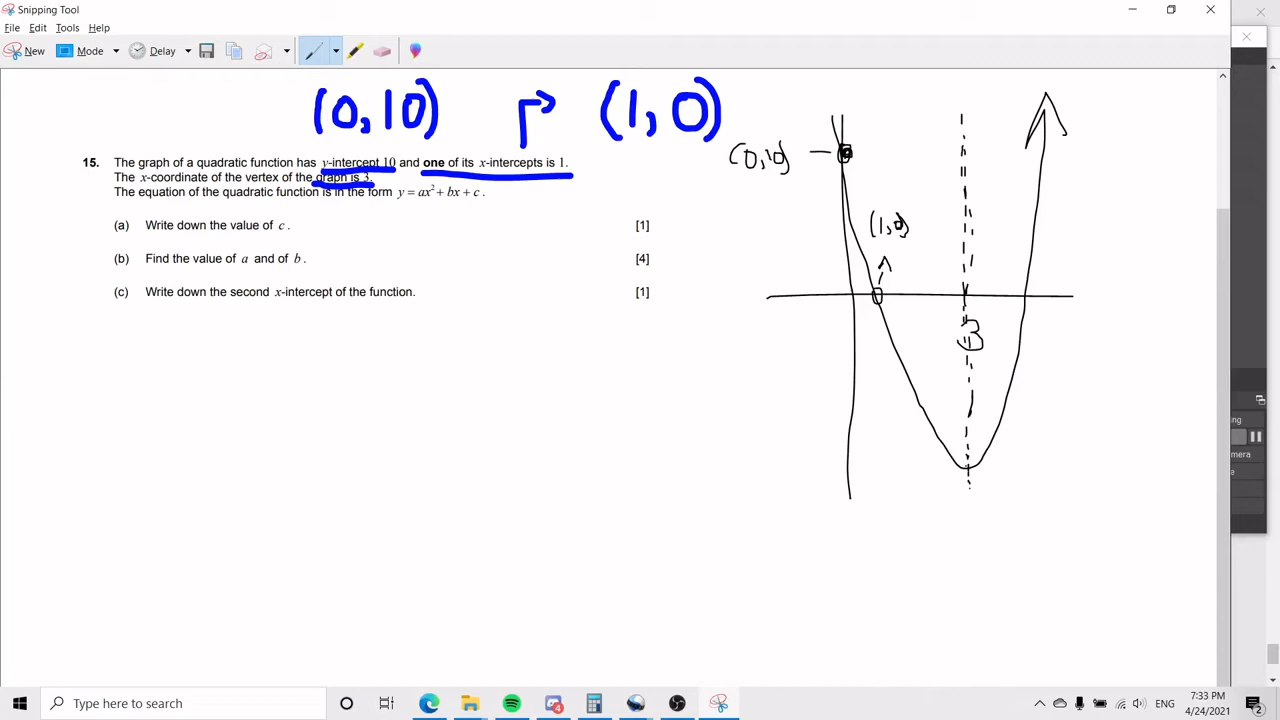 Snipping Tool
File Edit Tools Help
New Mode Delay
(0,10) (1,0)
15. The graph of a quadratic function has y-intercept 10 and one of its x-intercepts is 1.
The x-coordinate of the vertex of the graph is 3.
The equation of the quadratic function is in the form y = ax² + bx + c .
(a) Write down the value of c . [1]
(b) Find the value of a and of b . [4]
(c) Write down the second x-intercept of the function. [1]
(0,10)
(1,0)
3
ing
amera
e
Type here to search
ENG
7:33 PM
4/24/2021
4
2